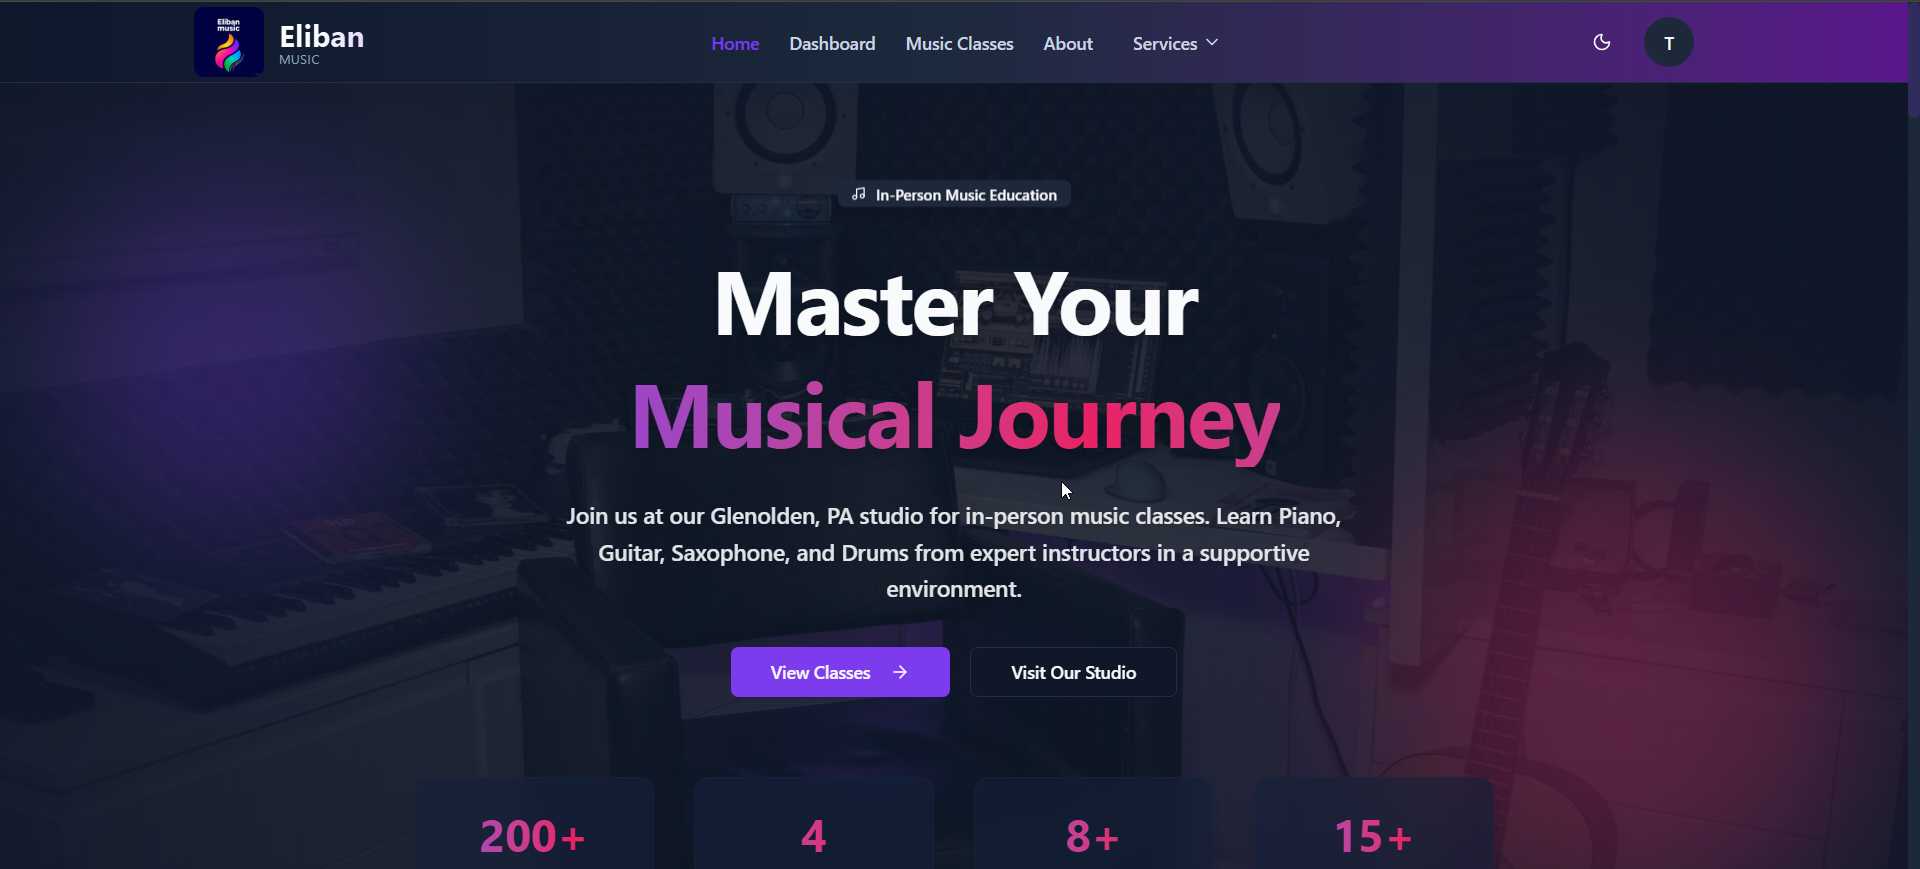 Eliban
music
Eliban
MUSIC
Home
Dashboard
Music Classes
About
Services
T
In-Person Music Education
Master Your
Musical Journey
Join us at our Glenolden, PA studio for in-person music classes. Learn Piano,
Guitar, Saxophone, and Drums from expert instructors in a supportive
environment.
View Classes
Visit Our Studio
200+
4
8+
15+